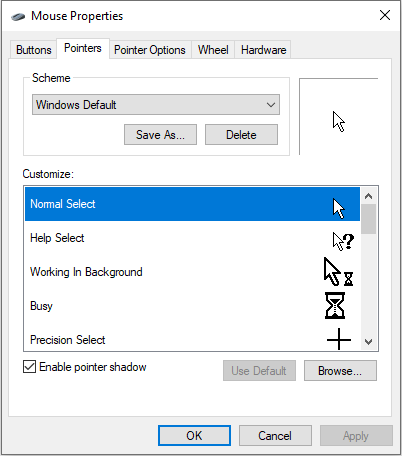 Mouse Properties
Buttons Pointers Pointer Options Wheel Hardware
Scheme
Windows Default
Save As... Delete
Customize:
Normal Select
Help Select
Working In Background
Busy
Precision Select
Enable pointer shadow Use Default Browse...
OK Cancel Apply